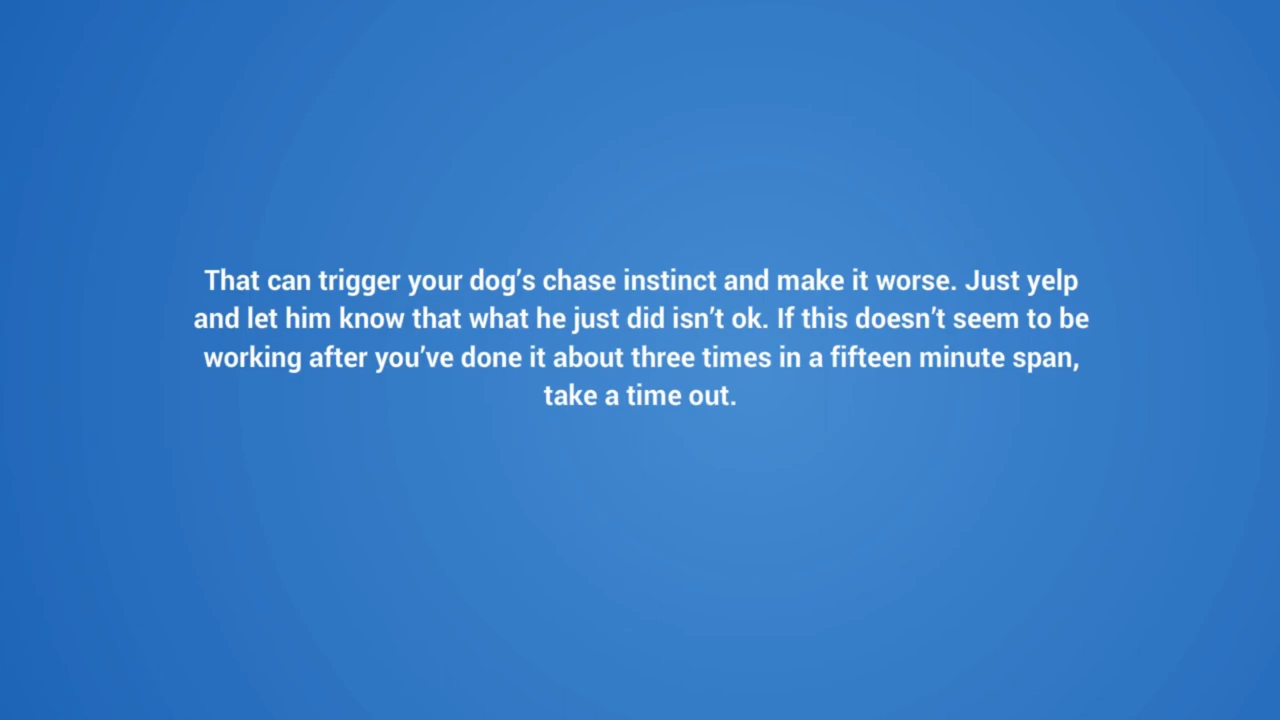 That can trigger your dog’s chase instinct and make it worse. Just yelp
and let him know that what he just did isn’t ok. If this doesn’t seem to be
working after you’ve done it about three times in a fifteen minute span,
take a time out.